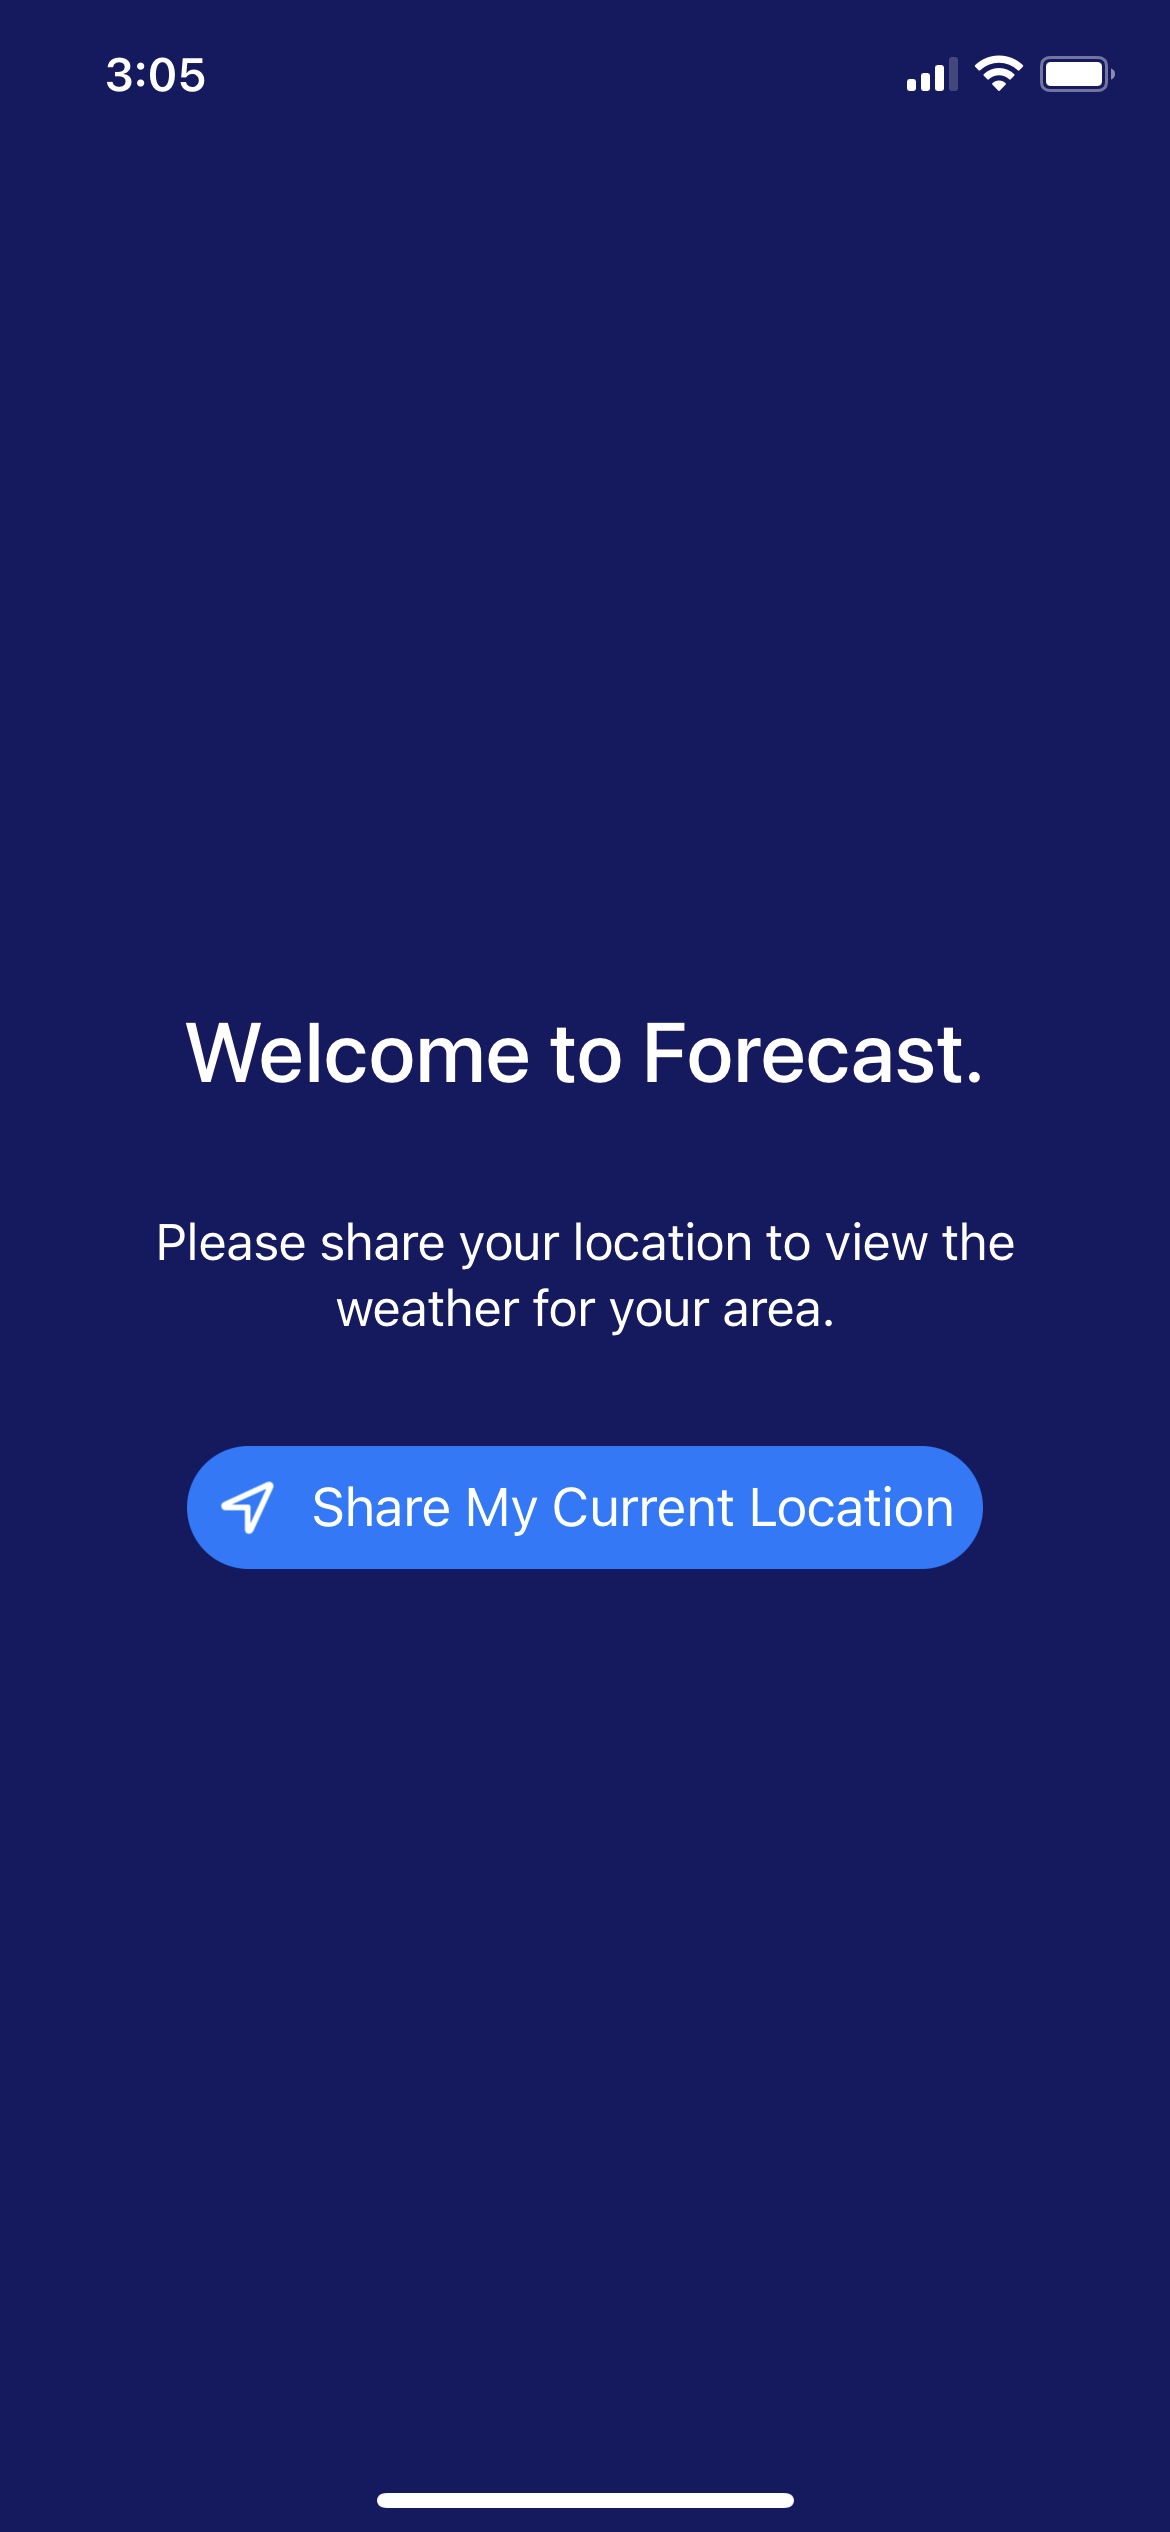 3:05
Welcome to Forecast.
Please share your location to view the
weather for your area.
Share My Current Location